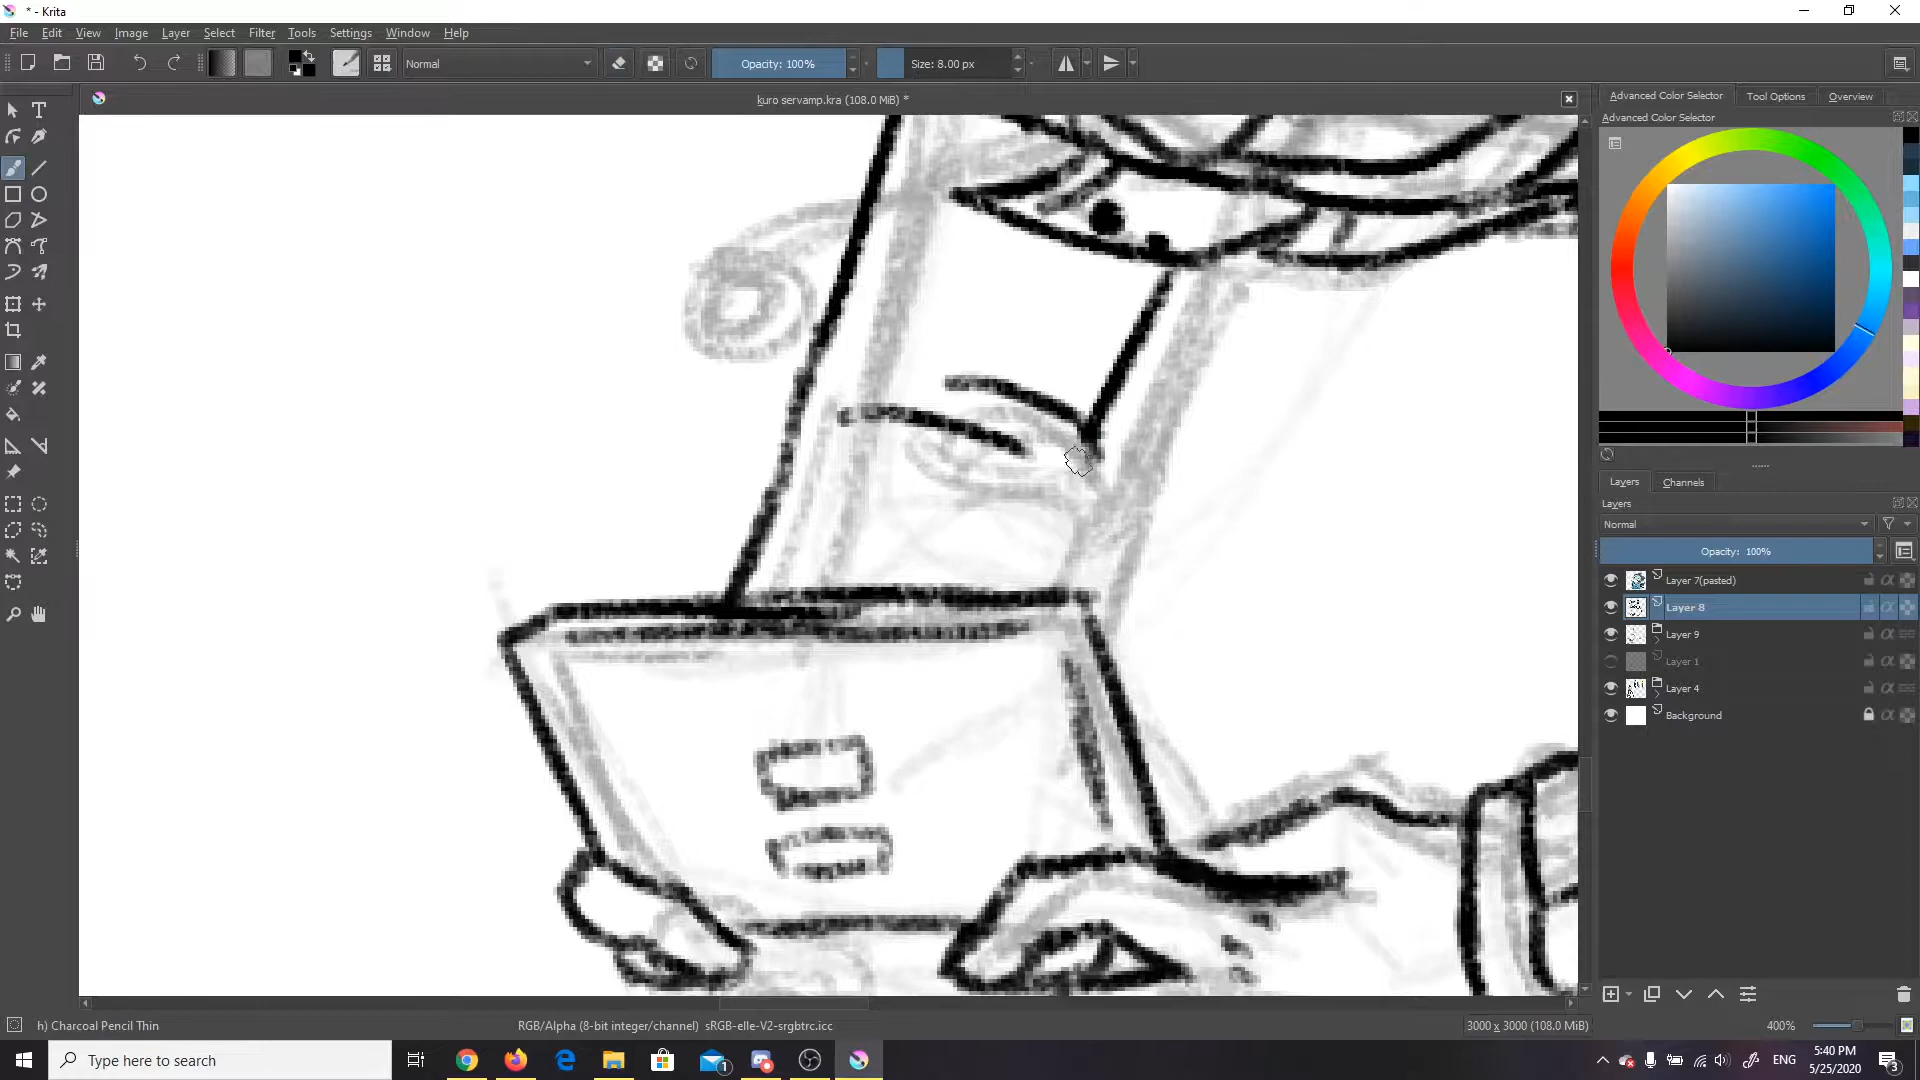 * - Krita
File Edit View Image Layer Select Filter Tools Settings Window Help
Normal Opacity: 100% Size: 8.00 px
kuro servamp.kra (108.0 MiB) *
Advanced Color Selector Tool Options Overview
Advanced Color Selector
Layers Channels
Layers
Normal
Opacity: 100%
Layer 7(pasted)
Layer 8
Layer 9
Layer 1
Layer 4
Background
h) Charcoal Pencil Thin RGB/Alpha (8-bit integer/channel) sRGB-elle-V2-srgbtrc.icc 3000 x 3000 (108.0 MiB) 400%
Type here to search 1 ENG 5:40 PM 5/25/2020 3